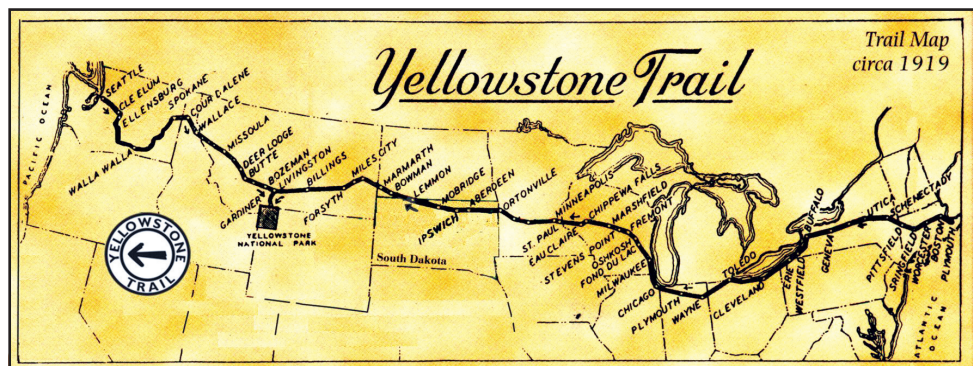 Yellowstone Trail
Trail Map
circa 1919
PACIFIC OCEAN
SEATTLE
CLE ELUM
ELLENSBURG
WALLA WALLA
SPOKANE
COUR D'ALENE
WALLACE
MISSOULA
DEER LODGE
BUTTE
BOZEMAN
LIVINGSTON
GARDINER
YELLOWSTONE
NATIONAL PARK
BILLINGS
FORSYTH
MILES CITY
MARMARTH
BOWMAN
LEMMON
MOBRIDGE
IPSWICH
ABERDEEN
ORTONVILLE
South Dakota
MINNEAPOLIS
ST. PAUL
CHIPPEWA FALLS
EAU CLAIRE
MARSHFIELD
STEVENS POINT
FREMONT
OSHKOSH
FOND DU LAC
MILWAUKEE
CHICAGO
PLYMOUTH
WAYNE
TOLEDO
CLEVELAND
ERIE
WESTFIELD
BUFFALO
GENEVA
UTICA
SCHENECTADY
PITTSFIELD
SPRINGFIELD
WORCESTER
BOSTON
PLYMOUTH
ATLANTIC
OCEAN
YELLOWSTONE
TRAIL